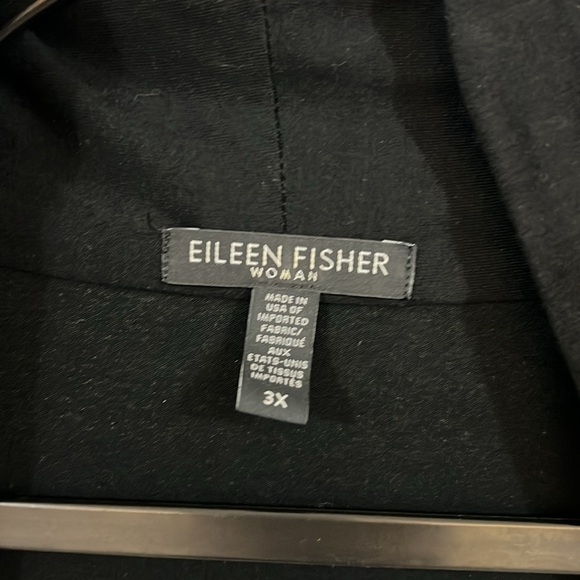 EILEEN FISHER
WOMAN
MADE IN
USA OF
IMPORTED
FABRIC/
FABRIQUÉ
AUX
ÉTATS-UNIS
DE TISSUS
IMPORTÉS
3X